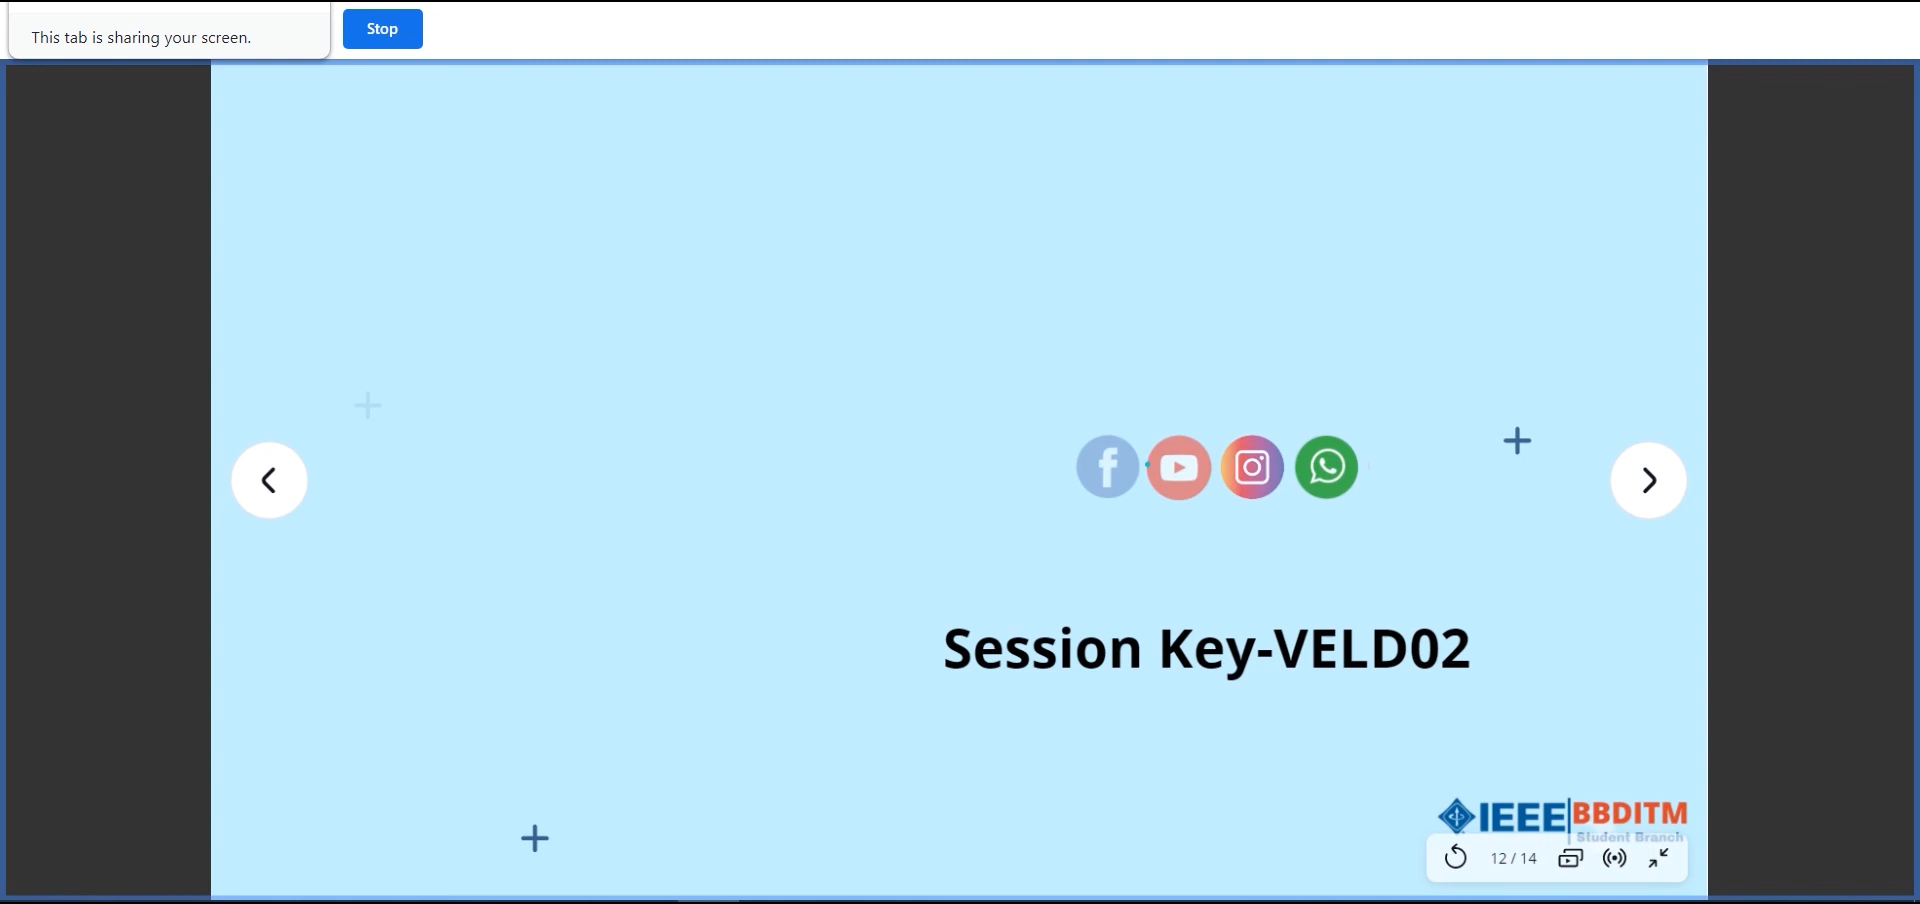 This tab is sharing your screen.
Stop
Session Key-VELD02
IEEE BBDITM
Student Branch
12 / 14